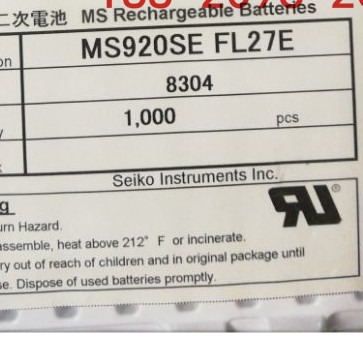 二次電池 MS Rechargeable Batteries
on MS920SE FL27E
8304
y 1,000 pcs
Seiko Instruments Inc.
g
urn Hazard.
assemble, heat above 212° F or incinerate.
ry out of reach of children and in original package until
se. Dispose of used batteries promptly.